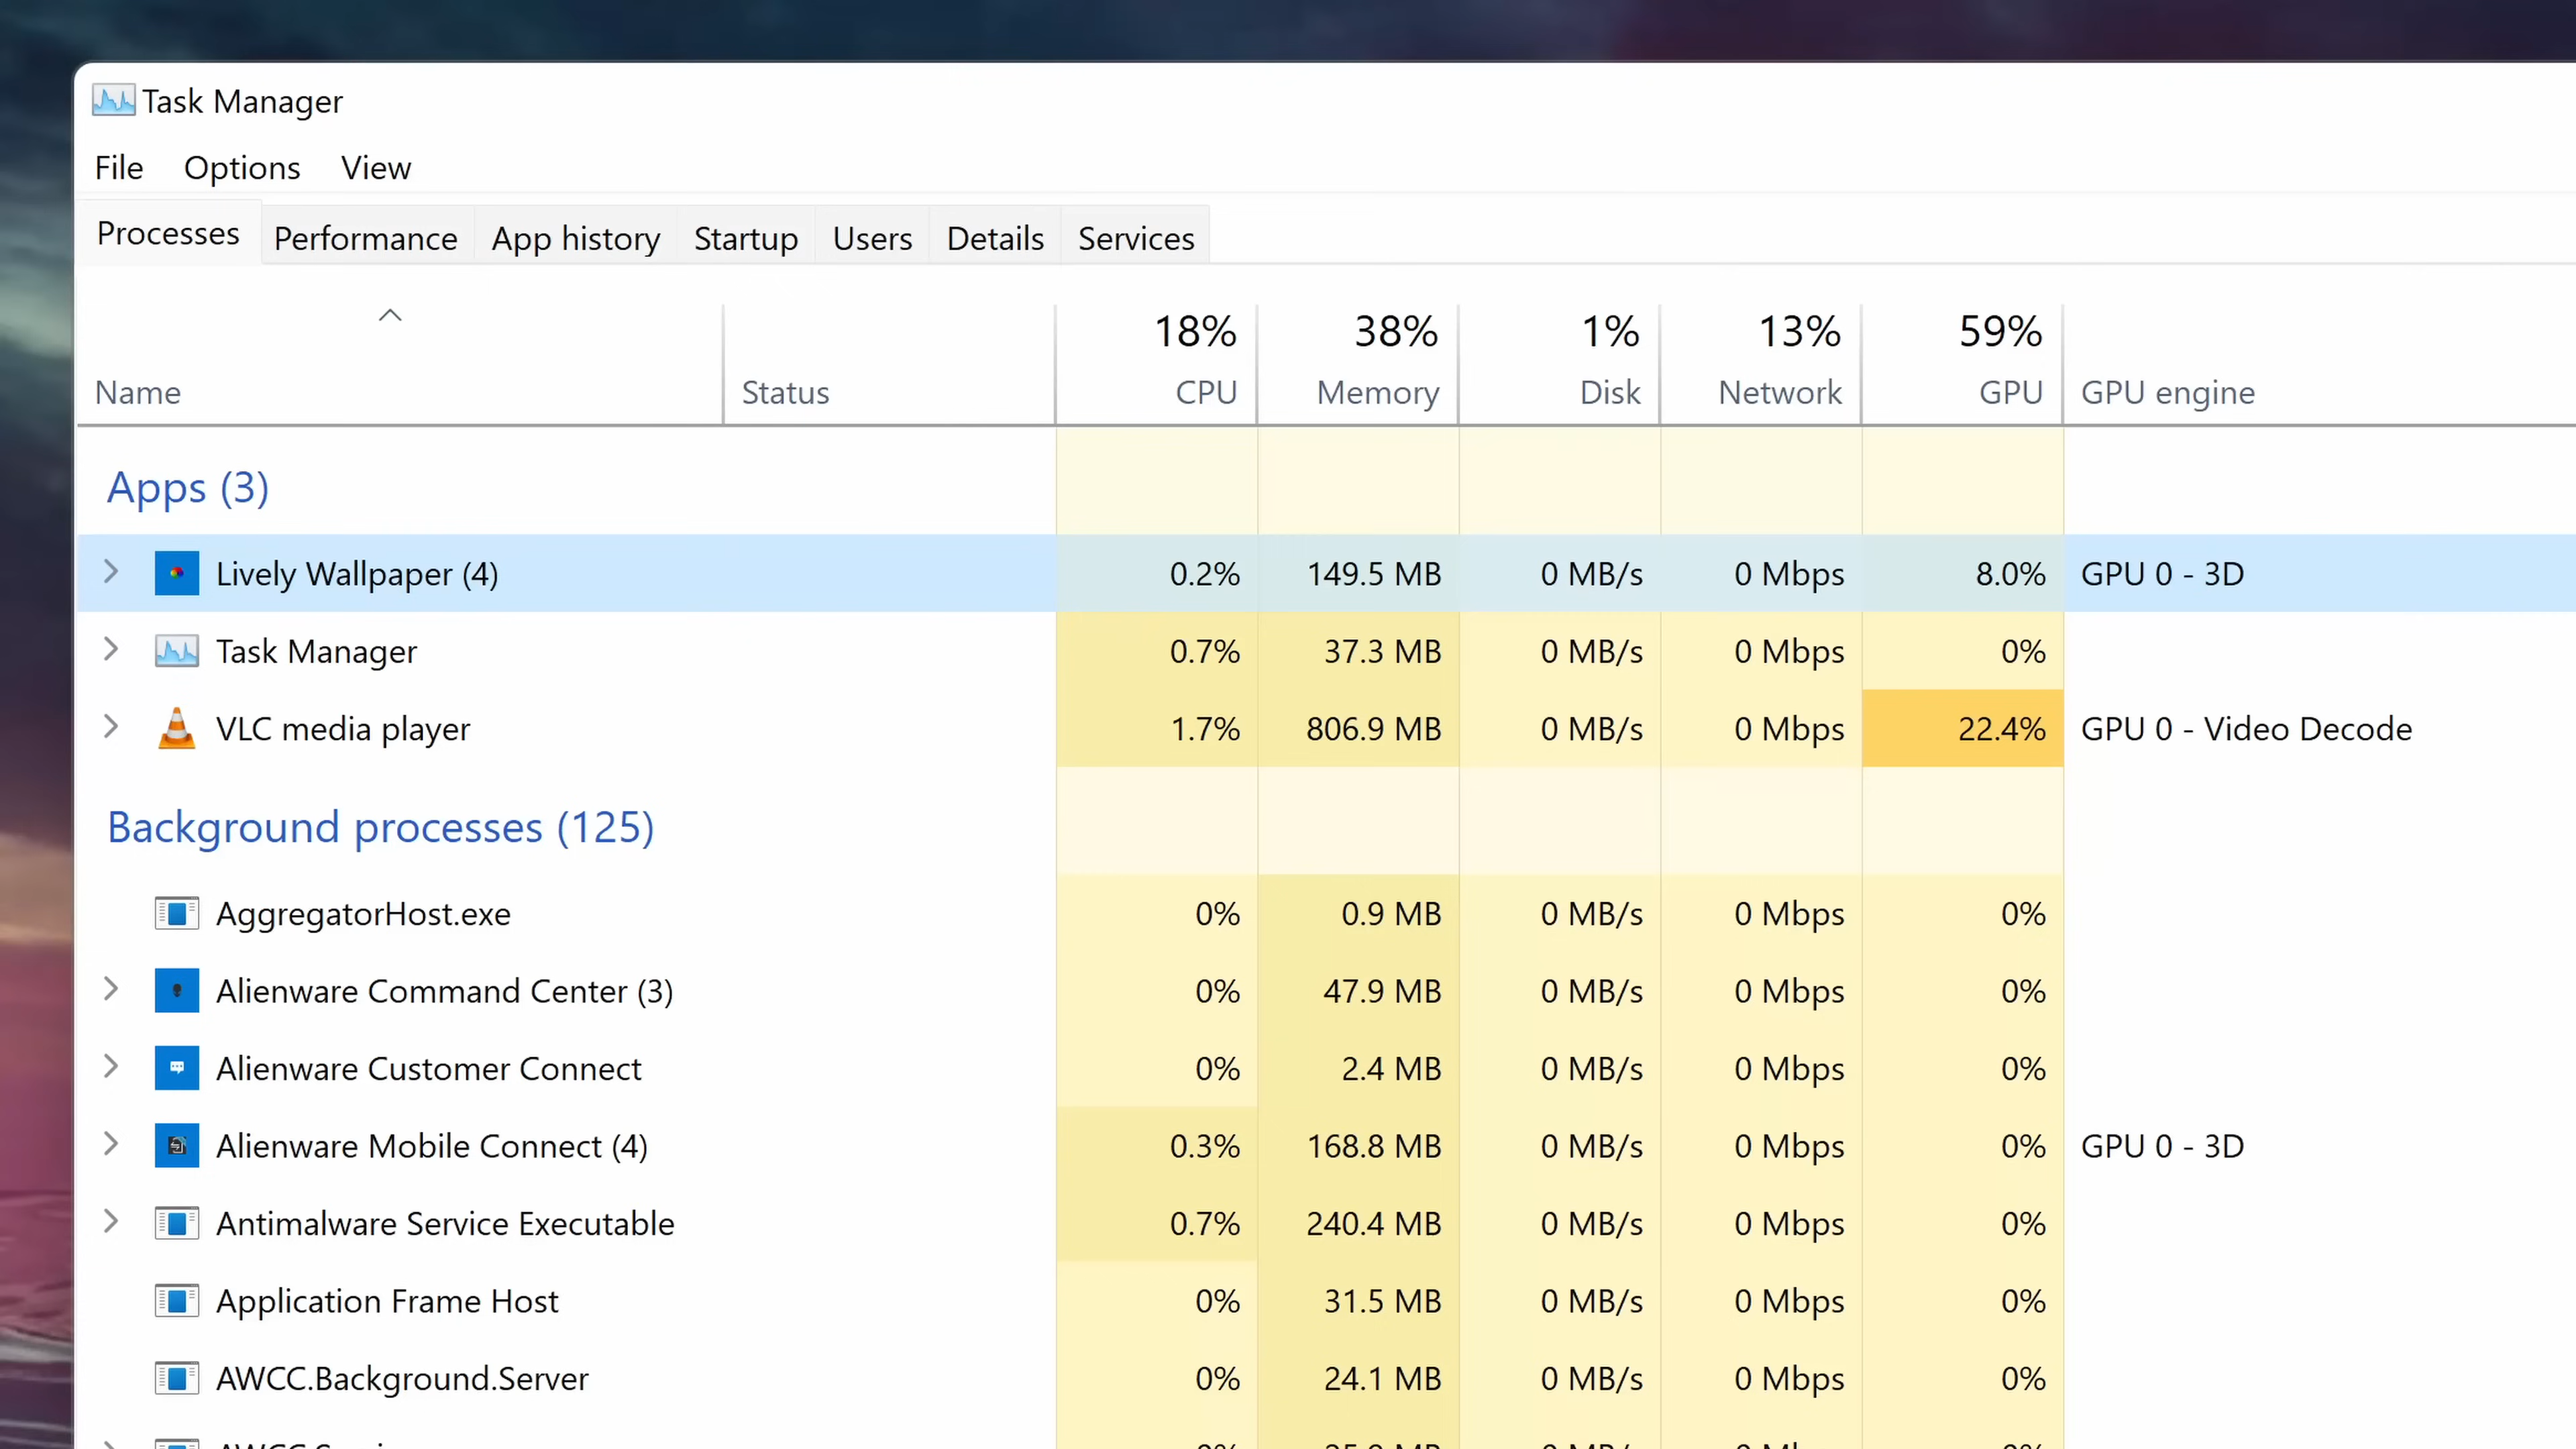 Task Manager
File Options View
Processes Performance App history Startup Users Details Services
18% 38% 1% 13% 59%
Name Status CPU Memory Disk Network GPU GPU engine
Apps (3)
Lively Wallpaper (4) 0.2% 149.5 MB 0 MB/s 0 Mbps 8.0% GPU 0 - 3D
Task Manager 0.7% 37.3 MB 0 MB/s 0 Mbps 0%
VLC media player 1.7% 806.9 MB 0 MB/s 0 Mbps 22.4% GPU 0 - Video Decode
Background processes (125)
AggregatorHost.exe 0% 0.9 MB 0 MB/s 0 Mbps 0%
Alienware Command Center (3) 0% 47.9 MB 0 MB/s 0 Mbps 0%
Alienware Customer Connect 0% 2.4 MB 0 MB/s 0 Mbps 0%
Alienware Mobile Connect (4) 0.3% 168.8 MB 0 MB/s 0 Mbps 0% GPU 0 - 3D
Antimalware Service Executable 0.7% 240.4 MB 0 MB/s 0 Mbps 0%
Application Frame Host 0% 31.5 MB 0 MB/s 0 Mbps 0%
AWCC.Background.Server 0% 24.1 MB 0 MB/s 0 Mbps 0%